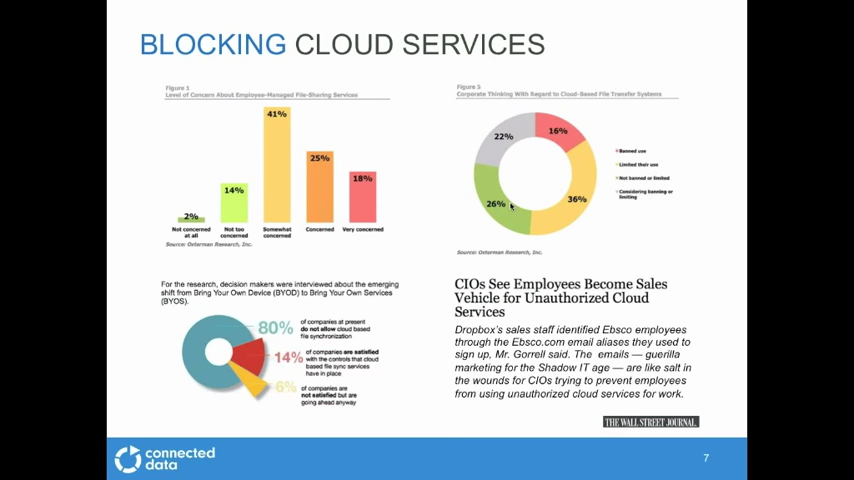 BLOCKING CLOUD SERVICES
Figure 1
Level of Concern About Employee-Managed File-Sharing Services
41%
25%
18%
14%
2%
Not concerned
at all
Not too
concerned
Somewhat
concerned
Concerned
Very concerned
Source: Osterman Research, Inc.
Figure 5
Corporate Thinking With Regard to Cloud-Based File Transfer Systems
16%
22%
36%
26%
Banned use
Limited their use
Not banned or limited
Considering banning or
limiting
Source: Osterman Research, Inc.
For the research, decision makers were interviewed about the emerging
shift from Bring Your Own Device (BYOD) to Bring Your Own Services
(BYOS).
80%
of companies at present
do not allow cloud based
file synchronization
14%
of companies are satisfied
with the controls that cloud
based file sync services
have in place
6%
of companies are
not satisfied but are
going ahead anyway
CIOs See Employees Become Sales
Vehicle for Unauthorized Cloud
Services
Dropbox's sales staff identified Ebsco employees
through the Ebsco.com email aliases they used to
sign up, Mr. Gorrell said. The emails — guerilla
marketing for the Shadow IT age — are like salt in
the wounds for CIOs trying to prevent employees
from using unauthorized cloud services for work.
THE WALL STREET JOURNAL
connected
data
7